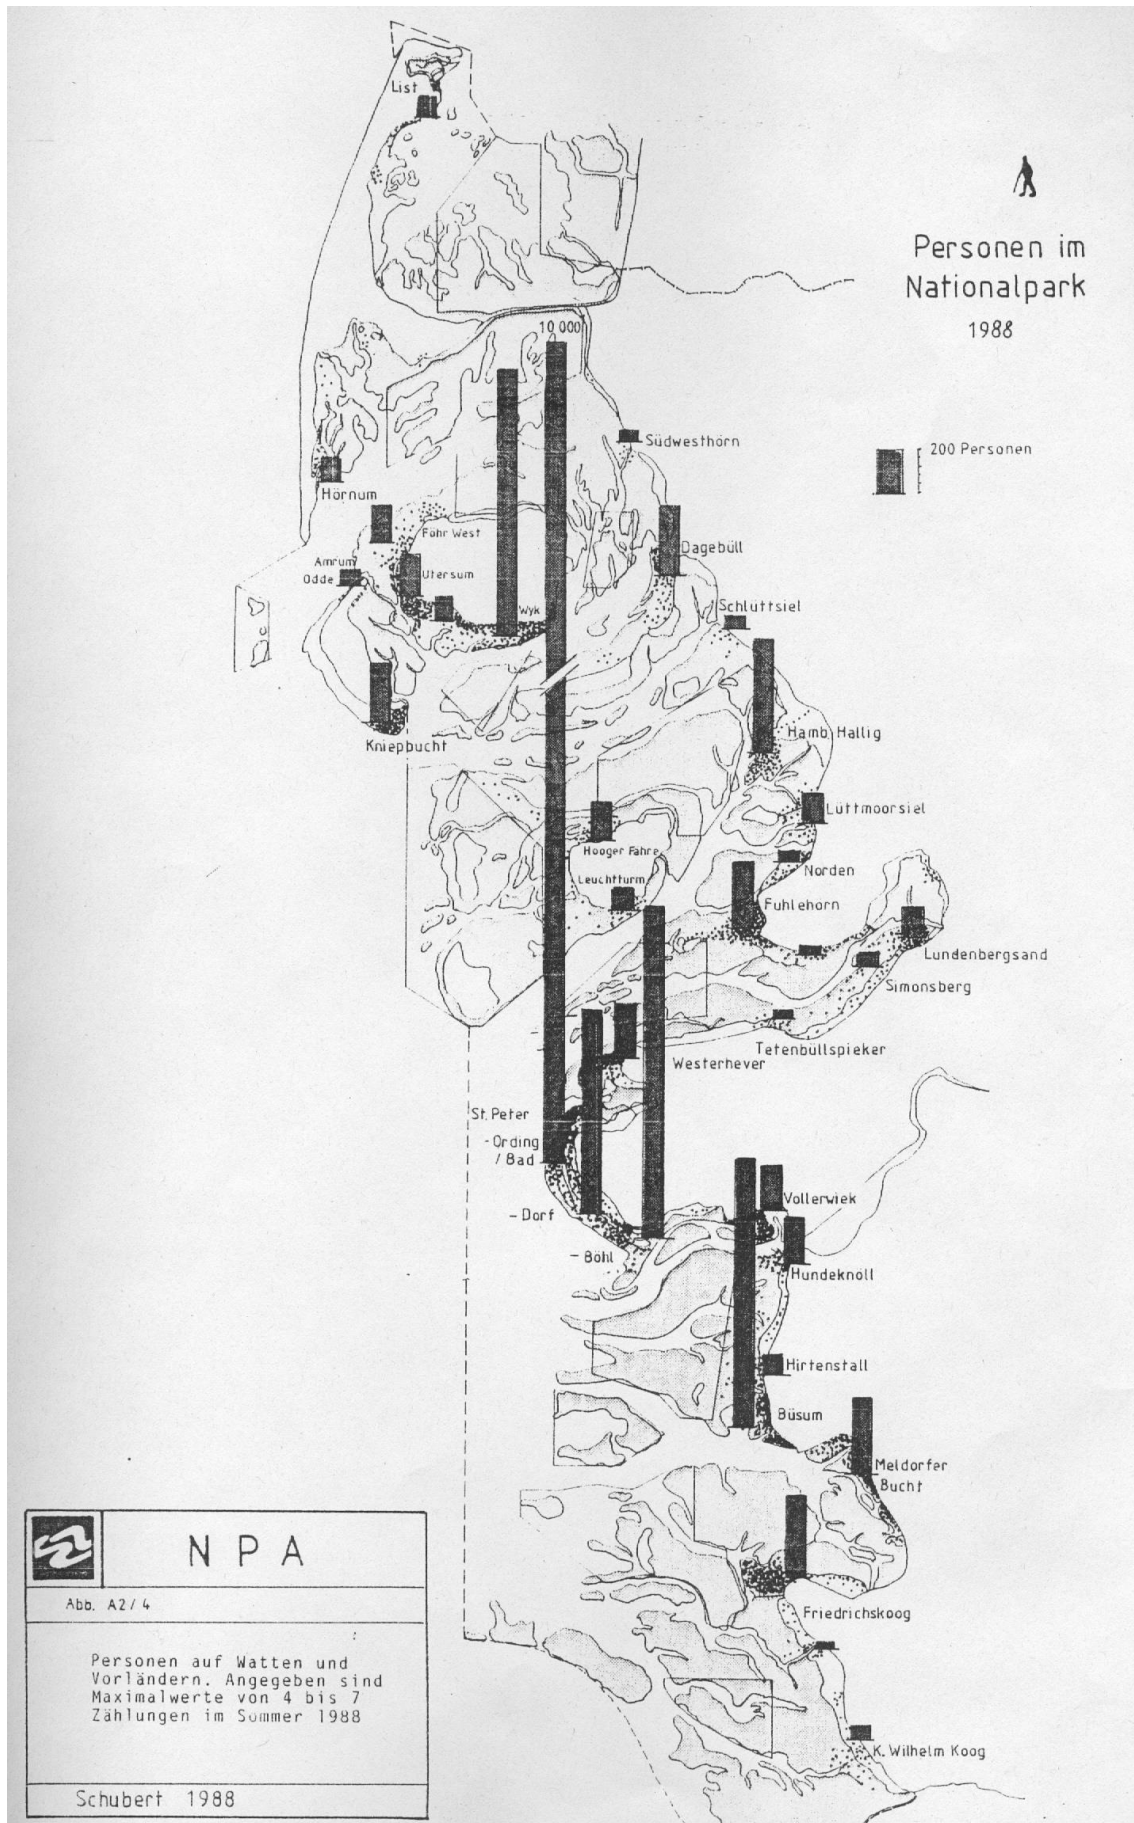 List
Personen im
Nationalpark
1988
10 000
Südwesthörn
200 Personen
Hörnum
Föhr West
Dagebüll
Amrum
Odde
Utersum
Wyk
Schlüttsiel
Kniepbucht
Hamb. Hallig
Lüttmoorsiel
Hooger Fähre
Norden
Leuchtturm
Fuhlehörn
Lundenbergsand
Simonsberg
Tetenbüllspieker
Westerhever
St. Peter
-Ording
/ Bad
Vollerwiek
- Dorf
- Böhl
Hundeknöll
Hirtenstall
Büsum
Meldorfer
Bucht
Friedrichskoog
K. Wilhelm Koog
N P A
Abb. A2/4
Personen auf Watten und
Vorländern. Angegeben sind
Maximalwerte von 4 bis 7
Zählungen im Sommer 1988
Schubert 1988